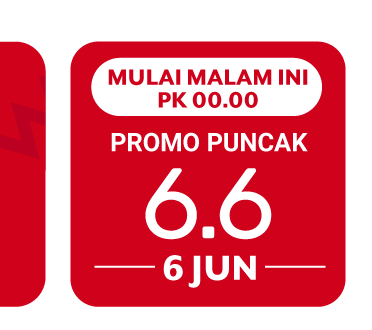 MULAI MALAM INI
PK 00.00
PROMO PUNCAK
6.6
6 JUN